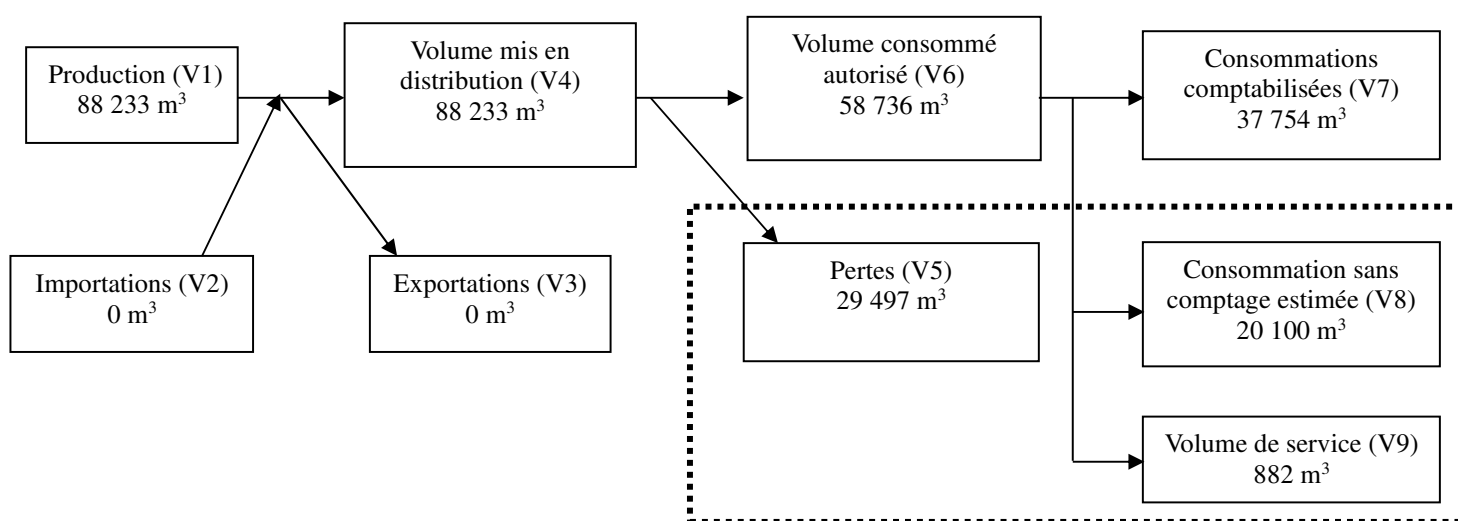 Production (V1)
88 233 m³
Volume mis en
distribution (V4)
88 233 m³
Volume consommé
autorisé (V6)
58 736 m³
Consommations
comptabilisées (V7)
37 754 m³
Importations (V2)
0 m³
Exportations (V3)
0 m³
Pertes (V5)
29 497 m³
Consommation sans
comptage estimée (V8)
20 100 m³
Volume de service (V9)
882 m³